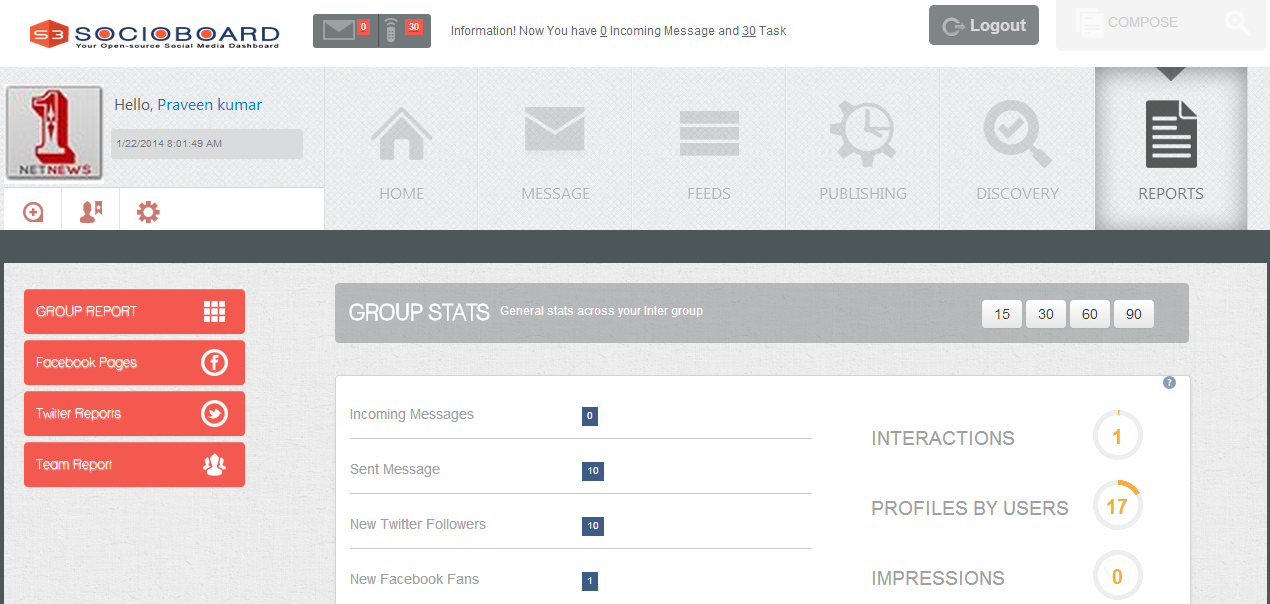 S3 SOCIOBOARD
Your Open-source Social Media Dashboard
0
30
Information! Now You have 0 Incoming Message and 30 Task
Logout
COMPOSE
1
NETNEWS
Hello, Praveen kumar
1/22/2014 8:01:49 AM
HOME
MESSAGE
FEEDS
PUBLISHING
DISCOVERY
REPORTS
GROUP REPORT
Facebook Pages
Twitter Reports
Team Report
GROUP STATS General stats across your Inter group
15 30 60 90
?
Incoming Messages 0
Sent Message 10
New Twitter Followers 10
New Facebook Fans 1
INTERACTIONS 1
PROFILES BY USERS 17
IMPRESSIONS 0